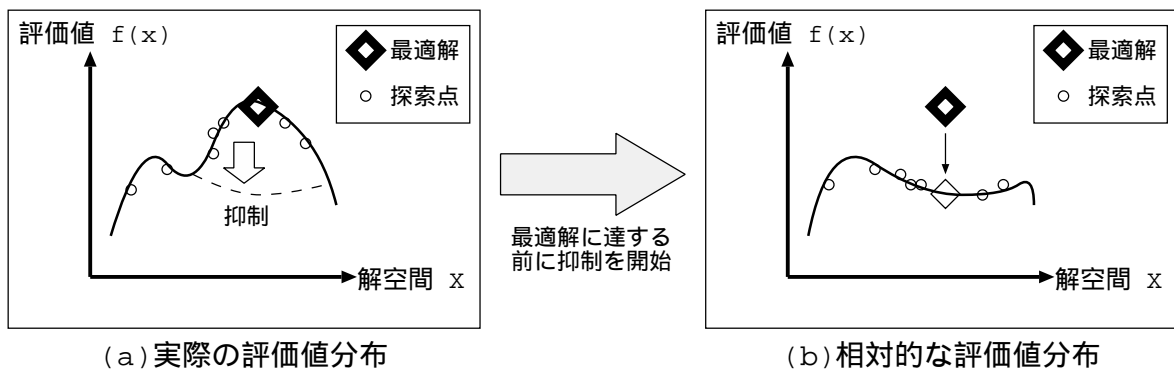 評価値 f(x)
最適解
探索点
抑制
解空間 x
(a)実際の評価値分布
最適解に達する
前に抑制を開始
評価値 f(x)
最適解
探索点
解空間 x
(b)相対的な評価値分布